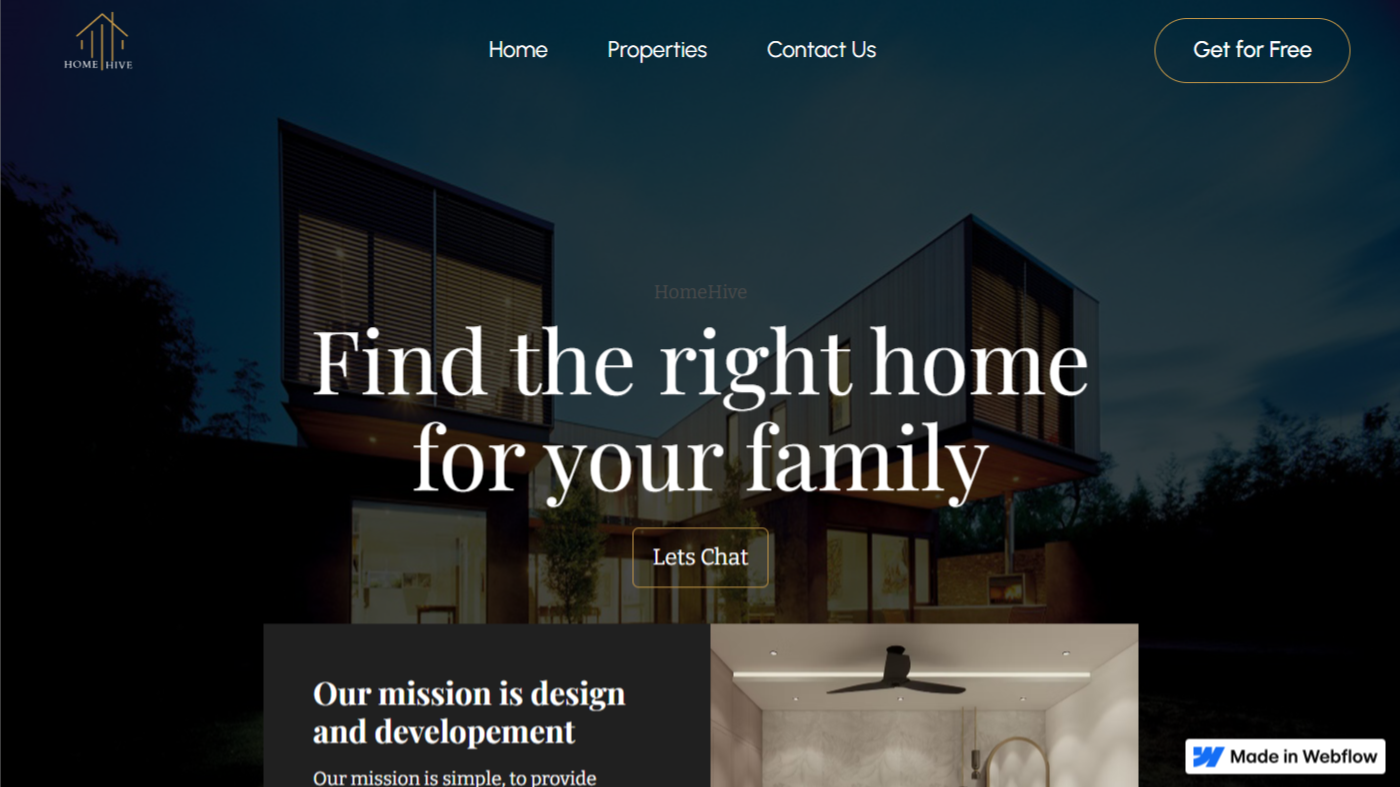 HOME HIVE
Home
Properties
Contact Us
Get for Free
HomeHive
Find the right home
for your family
Lets Chat
Our mission is design
and developement
Our mission is simple, to provide
Made in Webflow